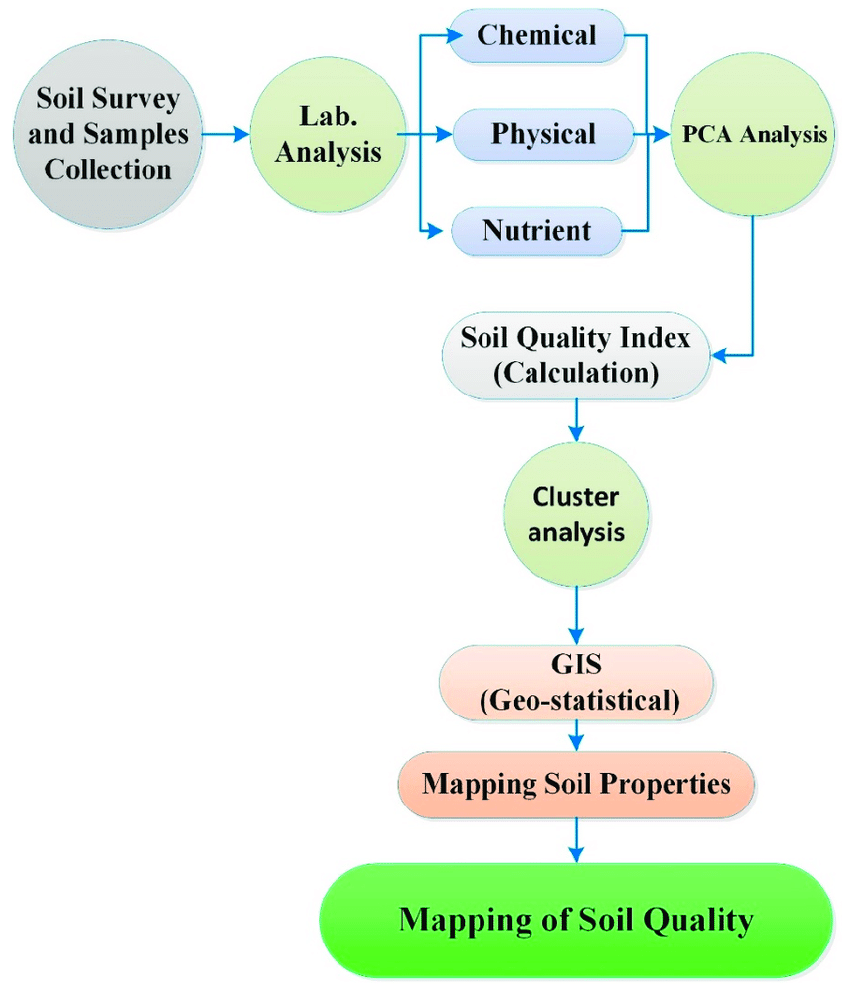 Soil Survey
and Samples
Collection
Lab.
Analysis
Chemical
Physical
Nutrient
PCA Analysis
Soil Quality Index
(Calculation)
Cluster
analysis
GIS
(Geo-statistical)
Mapping Soil Properties
Mapping of Soil Quality